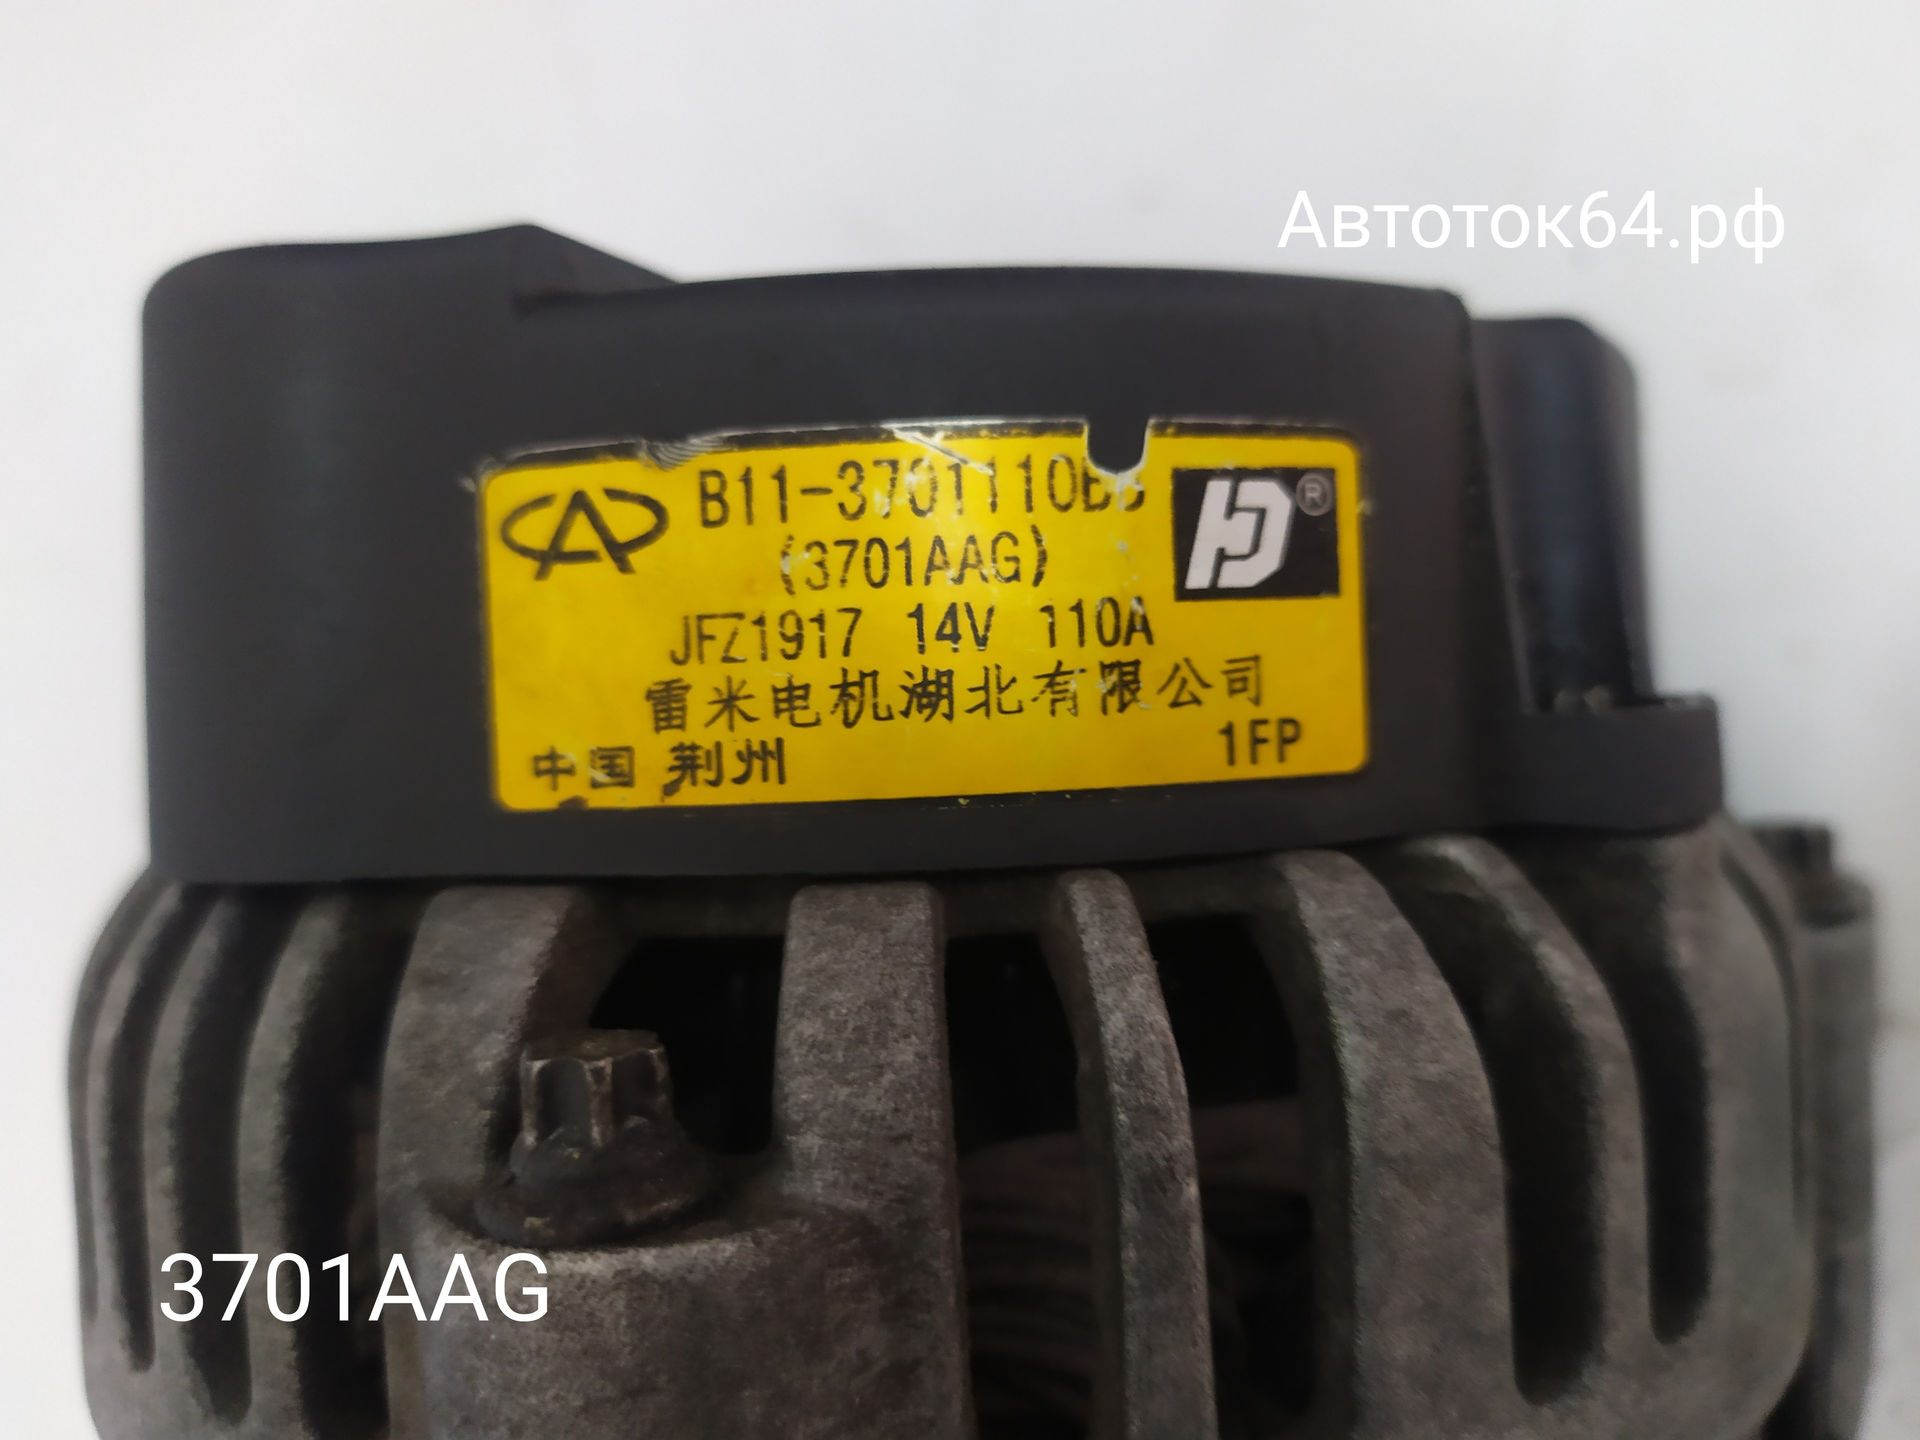 Автоток64.рф
B11-3701110BB
(3701AAG)
JFZ1917 14V 110A
雷米电机湖北有限公司
中国 荆州 1FP
3701AAG